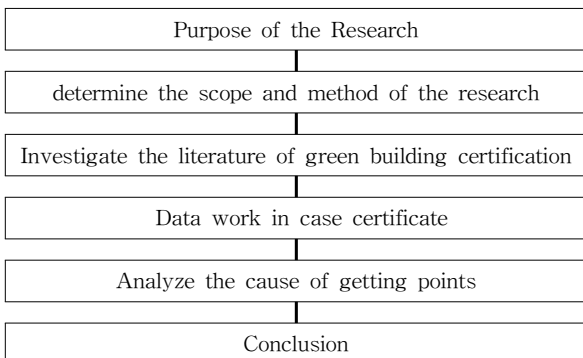 Purpose of the Research
determine the scope and method of the research
Investigate the literature of green building certification
Data work in case certificate
Analyze the cause of getting points
Conclusion